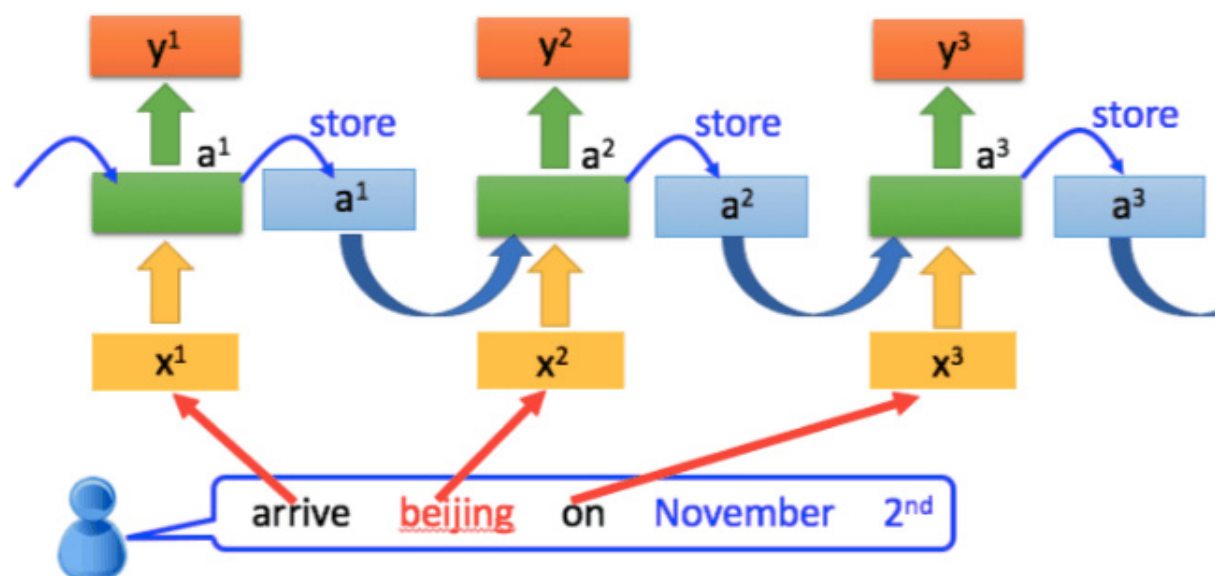 y¹ y² y³
store store store
a¹ a² a³
a¹ a² a³
x¹ x² x³
arrive beijing on November 2ⁿᵈ